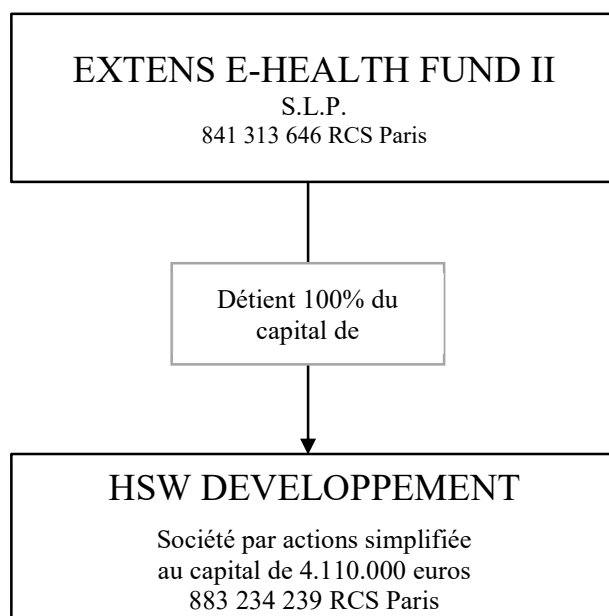 EXTENS E-HEALTH FUND II
S.L.P.
841 313 646 RCS Paris
Détient 100% du
capital de
HSW DEVELOPPEMENT
Société par actions simplifiée
au capital de 4.110.000 euros
883 234 239 RCS Paris